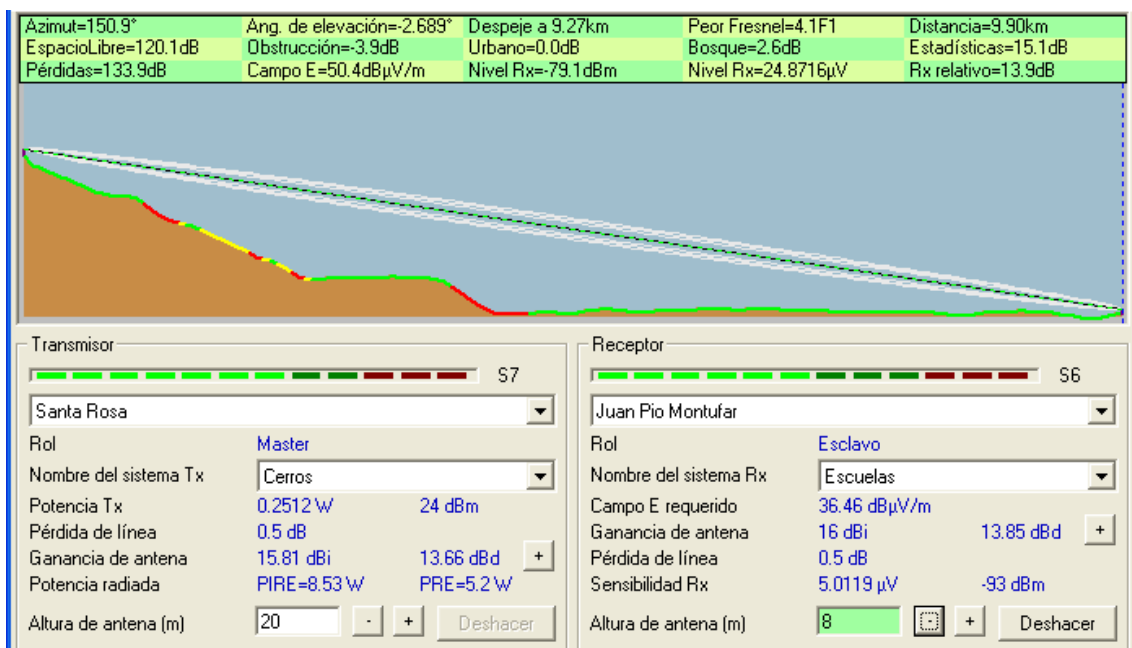 Azimut=150.9° Ang. de elevación=-2.689° Despeje a 9.27km Peor Fresnel=4.1F1 Distancia=9.90km
EspacioLibre=120.1dB Obstrucción=-3.9dB Urbano=0.0dB Bosque=2.6dB Estadísticas=15.1dB
Pérdidas=133.9dB Campo E=50.4dBµV/m Nivel Rx=-79.1dBm Nivel Rx=24.8716µV Rx relativo=13.9dB
Transmisor
S7
Santa Rosa
Rol Master
Nombre del sistema Tx Cerros
Potencia Tx 0.2512 W 24 dBm
Pérdida de línea 0.5 dB
Ganancia de antena 15.81 dBi 13.66 dBd +
Potencia radiada PIRE=8.53 W PRE=5.2 W
Altura de antena (m) 20 - + Deshacer
Receptor
S6
Juan Pio Montufar
Rol Esclavo
Nombre del sistema Rx Escuelas
Campo E requerido 36.46 dBµV/m
Ganancia de antena 16 dBi 13.85 dBd +
Pérdida de línea 0.5 dB
Sensibilidad Rx 5.0119 µV -93 dBm
Altura de antena (m) 8 - + Deshacer